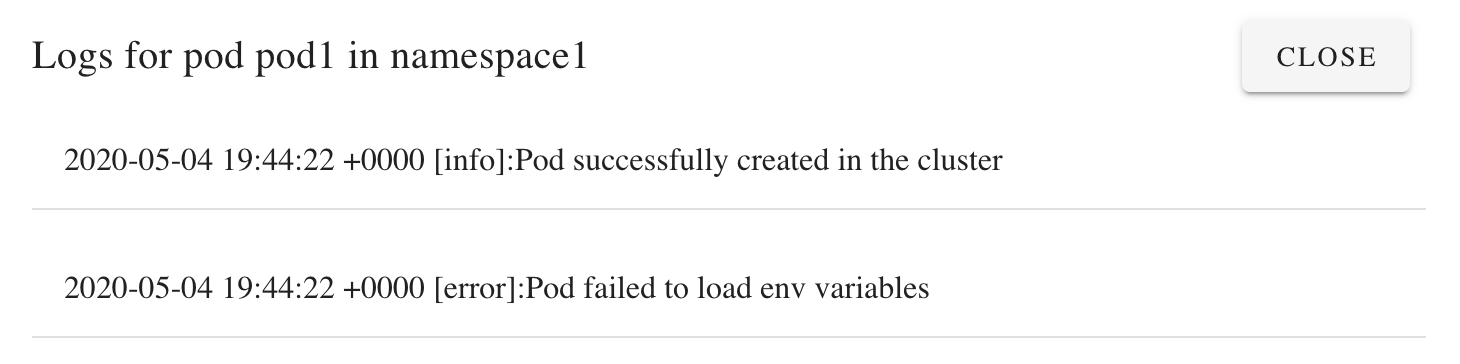 Logs for pod pod1 in namespace1
CLOSE
2020-05-04 19:44:22 +0000 [info]:Pod successfully created in the cluster
2020-05-04 19:44:22 +0000 [error]:Pod failed to load env variables